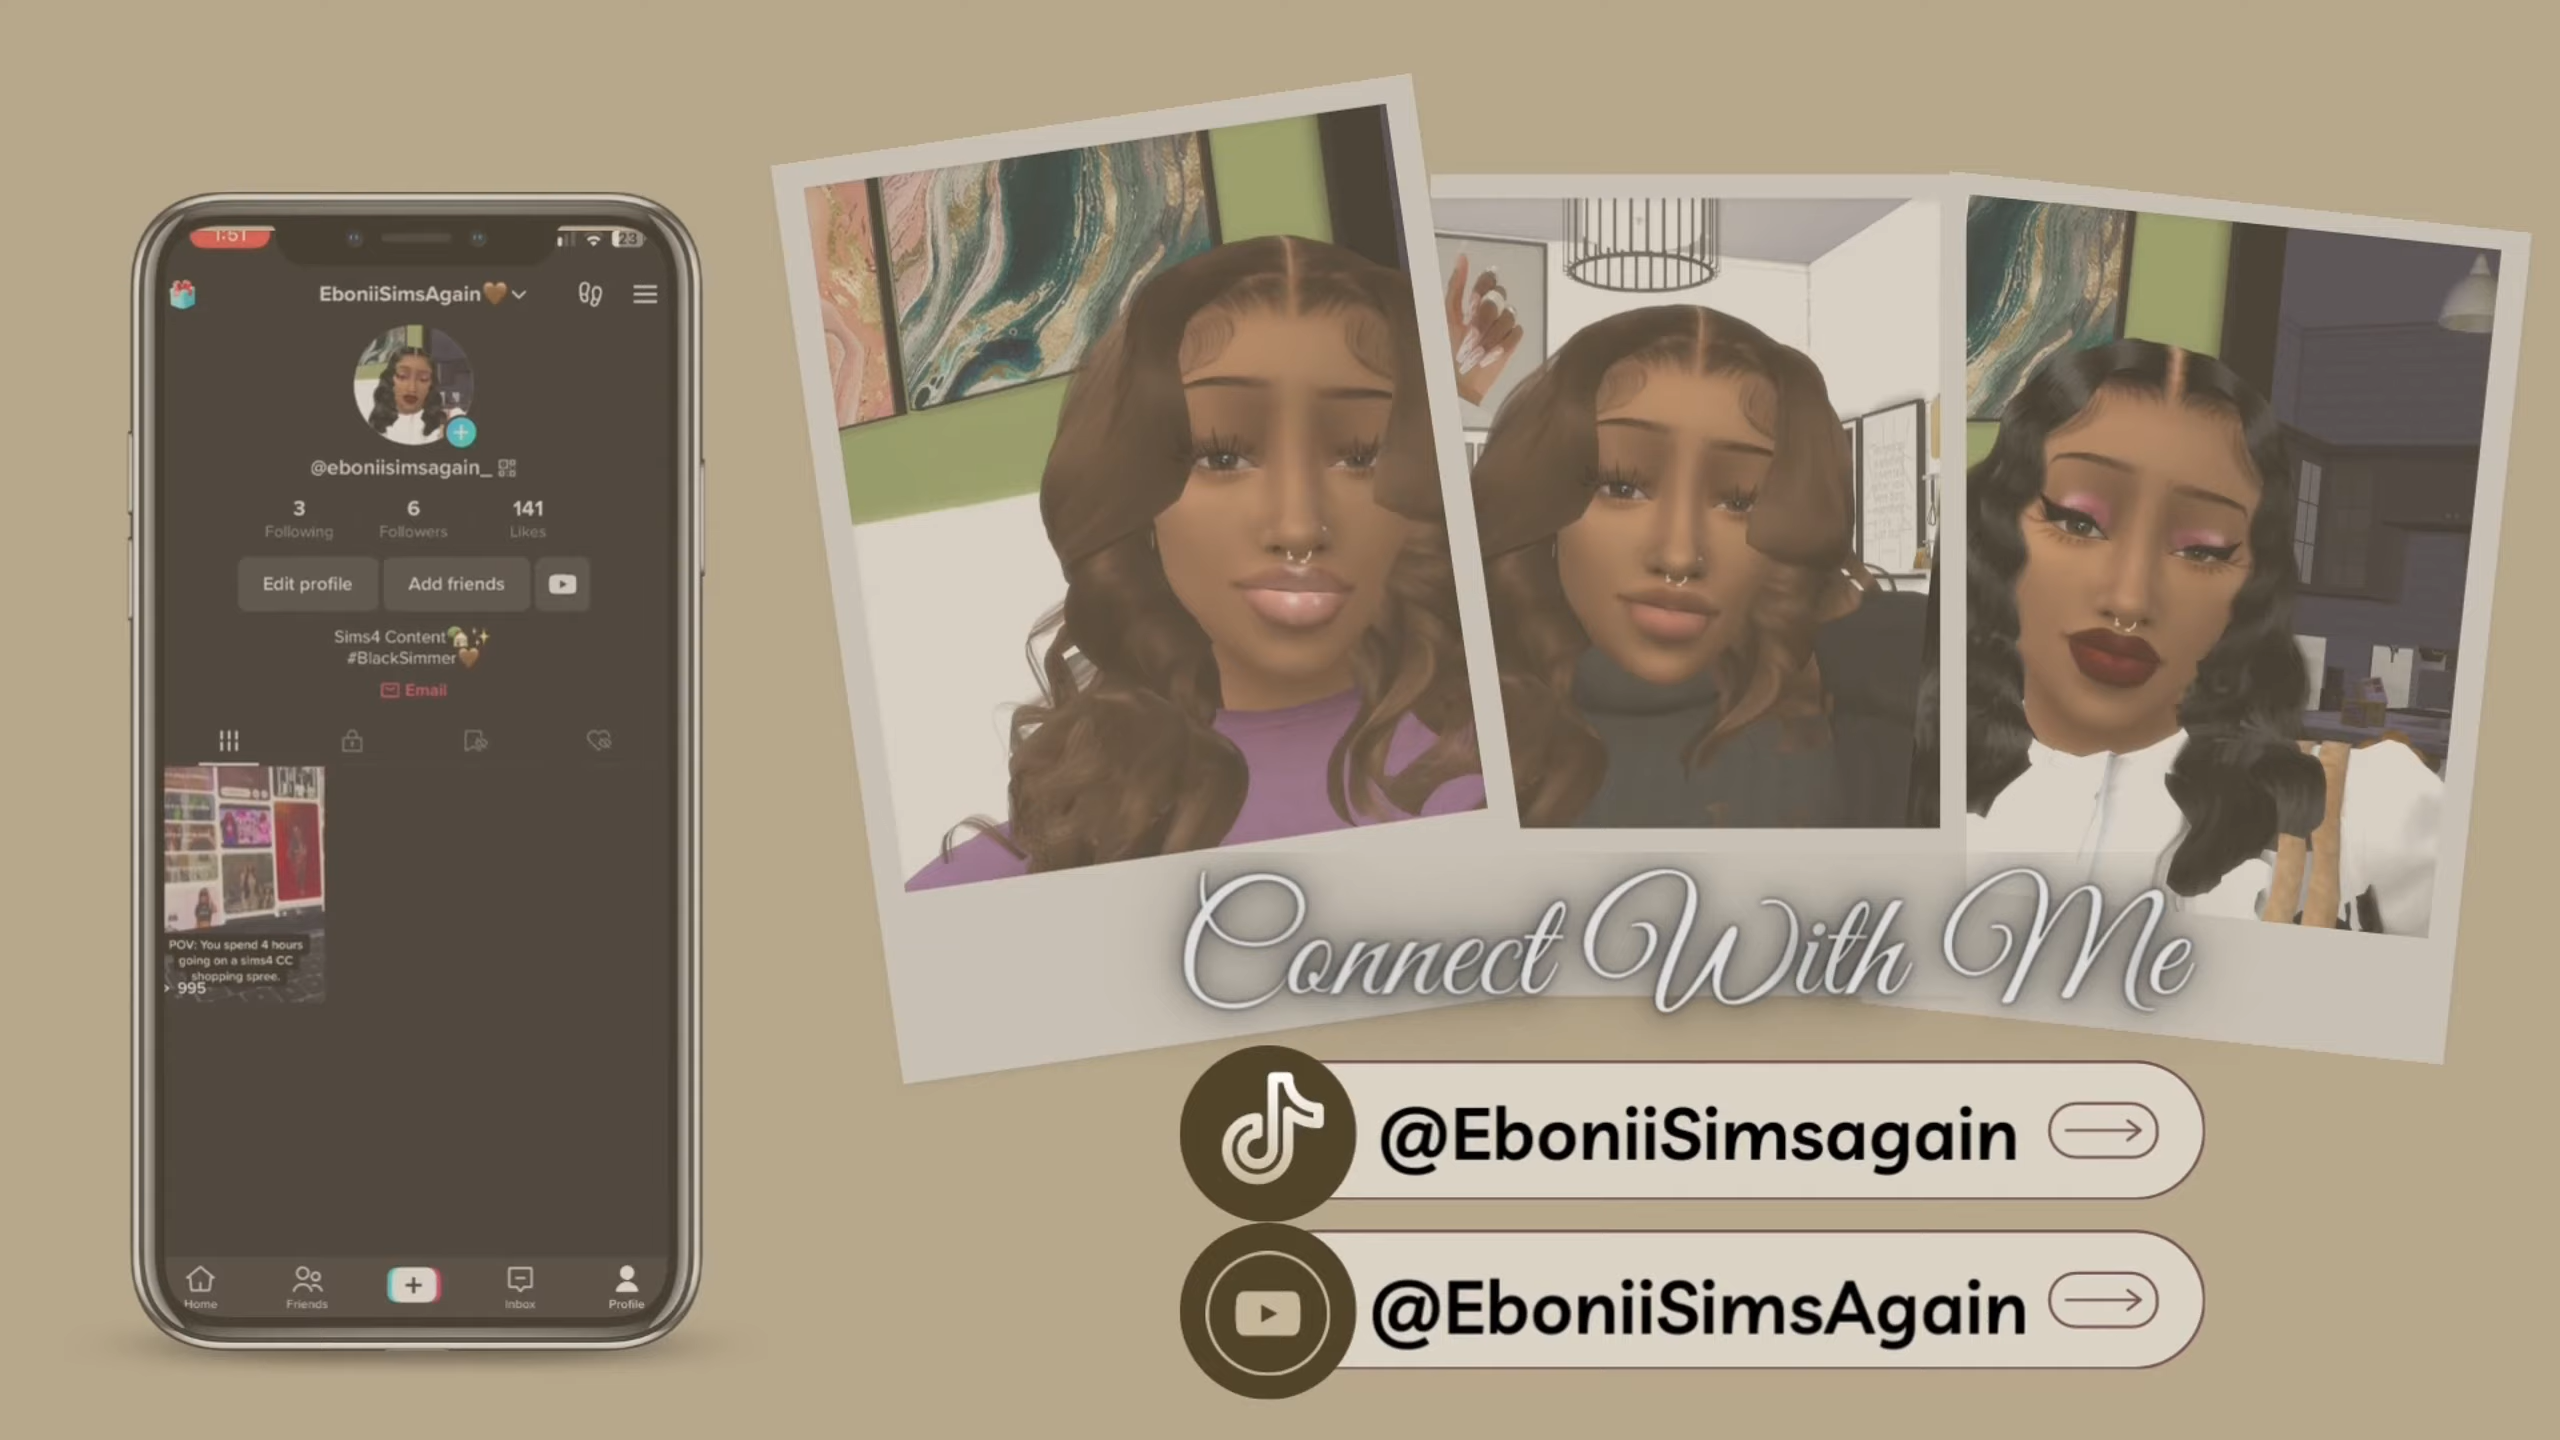 1:51
23
EboniiSimsAgain🤎
@eboniisimsagain_
3 6 141
Following Followers Likes
Edit profile Add friends
Sims4 Content🏡✨
#BlackSimmer🤎
Email
POV: You spend 4 hours
going on a sims4 CC
shopping spree.
995
Home Friends Inbox Profile
Connect With Me
@EboniiSimsagain
@EboniiSimsAgain